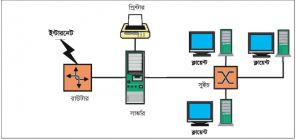 প্রিন্টার
ইন্টারনেট
ক্লায়েন্ট
ক্লায়েন্ট
রাউটার
সুইচ
সার্ভার
ক্লায়েন্ট